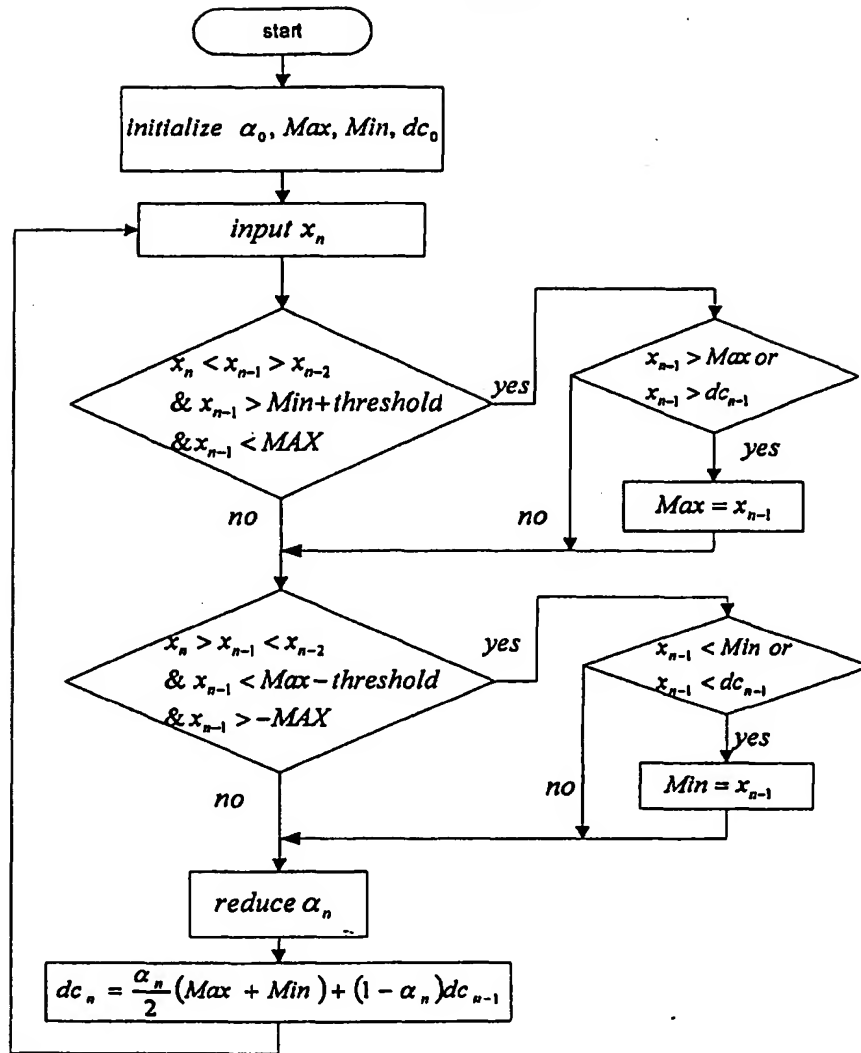 start
initialize α₀, Max, Min, dc₀
input xₙ
xₙ < xₙ₋₁ > xₙ₋₂
& xₙ₋₁ > Min+threshold
&xₙ₋₁ < MAX
yes
xₙ₋₁ > Max or
xₙ₋₁ > dcₙ₋₁
yes
Max = xₙ₋₁
no
no
xₙ > xₙ₋₁ < xₙ₋₂
& xₙ₋₁ < Max−threshold
&xₙ₋₁ >−MAX
yes
xₙ₋₁ < Min or
xₙ₋₁ < dcₙ₋₁
yes
Min = xₙ₋₁
no
no
reduce αₙ
dcₙ = αₙ/2 (Max + Min) + (1 − αₙ)dcₙ₋₁